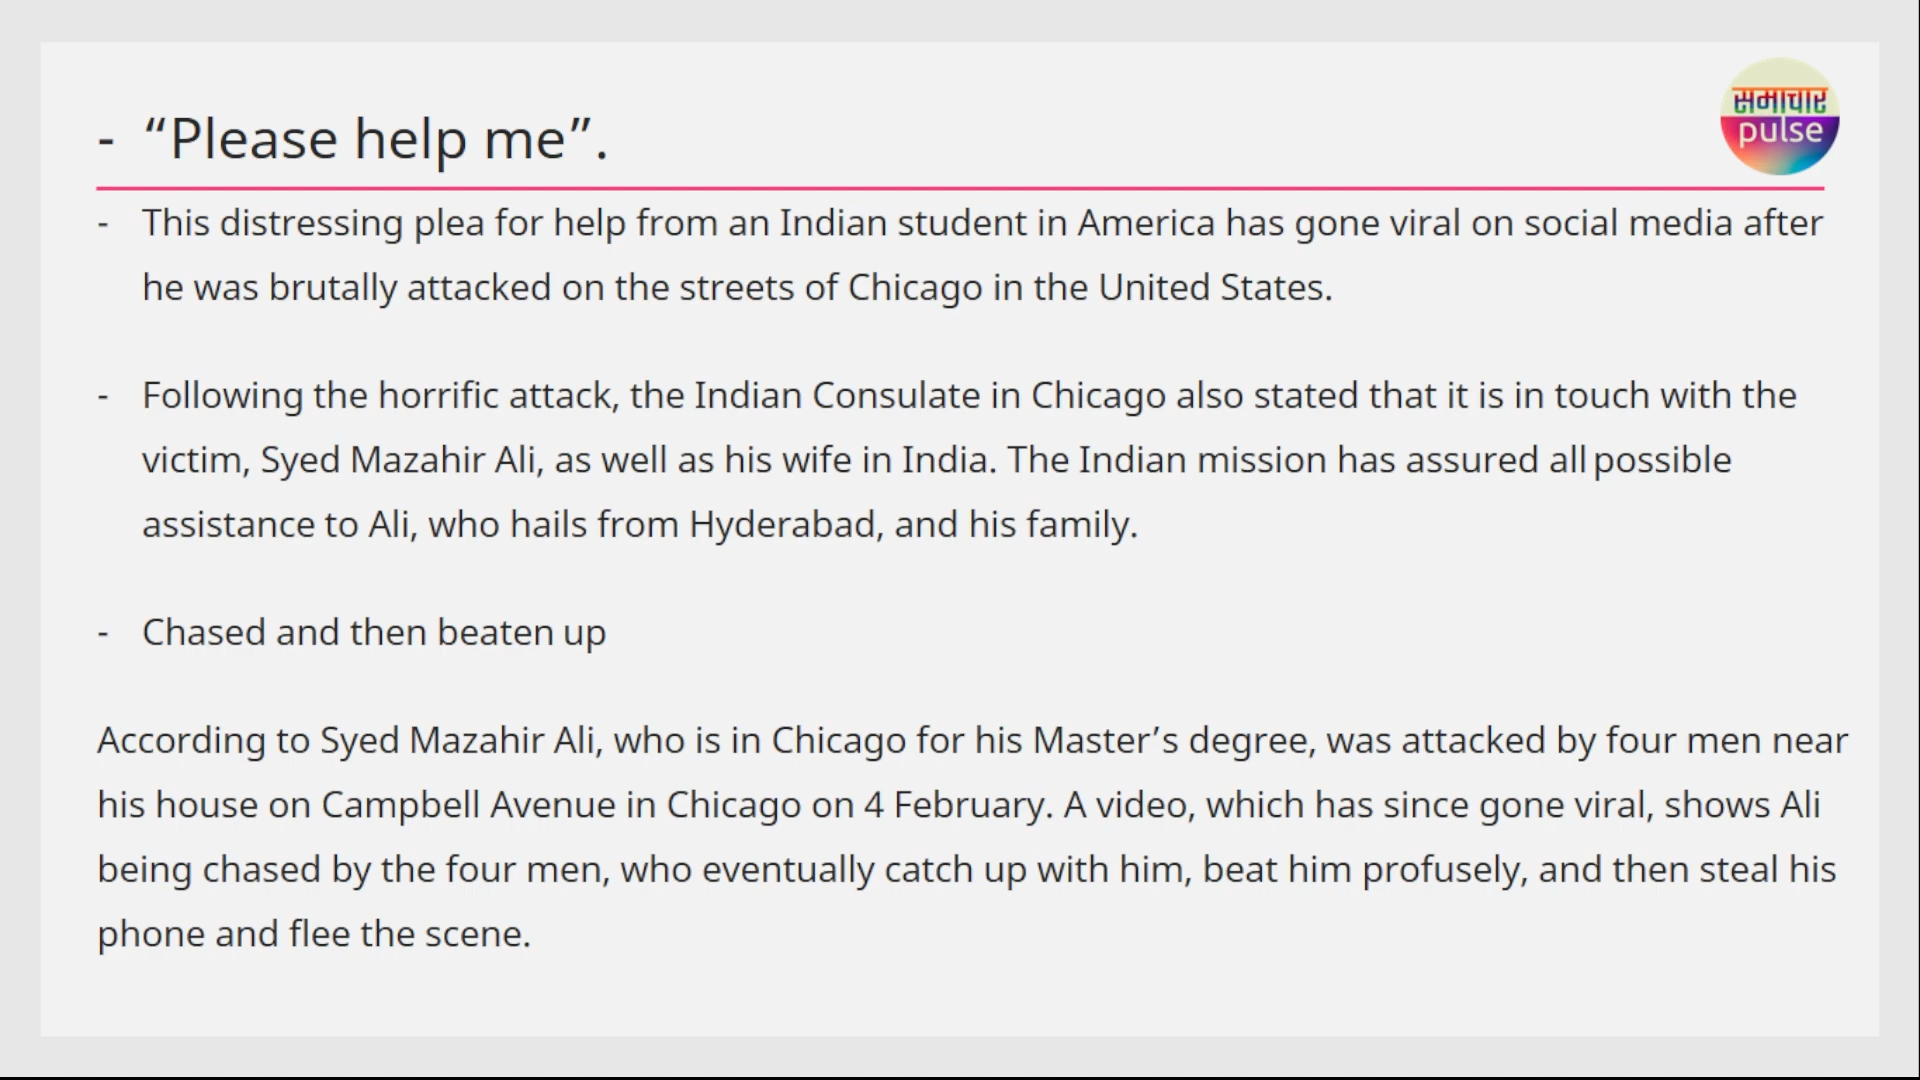 - “Please help me”.
समाचार
pulse
- This distressing plea for help from an Indian student in America has gone viral on social media after
he was brutally attacked on the streets of Chicago in the United States.
- Following the horrific attack, the Indian Consulate in Chicago also stated that it is in touch with the
victim, Syed Mazahir Ali, as well as his wife in India. The Indian mission has assured all possible
assistance to Ali, who hails from Hyderabad, and his family.
- Chased and then beaten up
According to Syed Mazahir Ali, who is in Chicago for his Master’s degree, was attacked by four men near
his house on Campbell Avenue in Chicago on 4 February. A video, which has since gone viral, shows Ali
being chased by the four men, who eventually catch up with him, beat him profusely, and then steal his
phone and flee the scene.